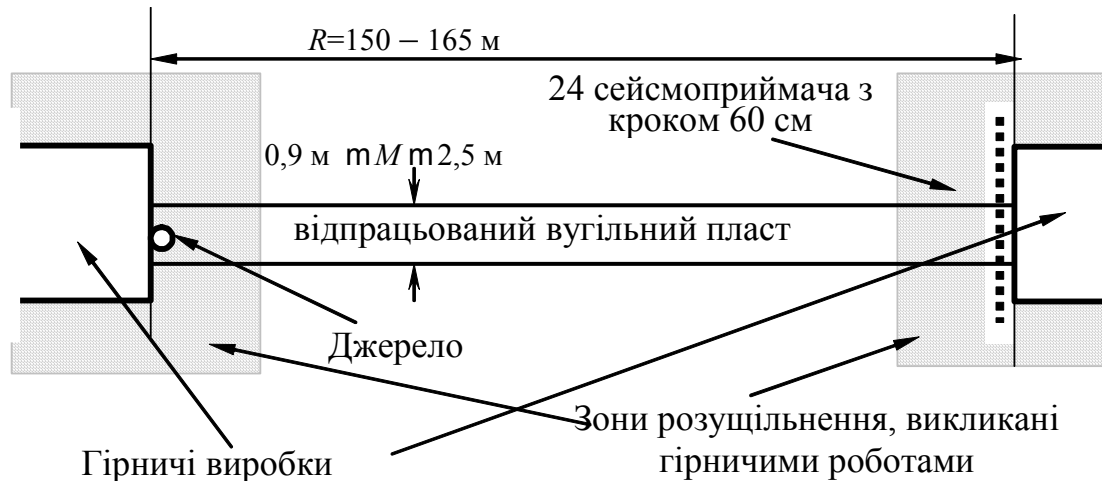 R=150 – 165 м
24 сейсмоприймача з
кроком 60 см
0,9 м m M m 2,5 м
відпрацьований вугільний пласт
Джерело
Зони розущільнення, викликані
гірничими роботами
Гірничі виробки